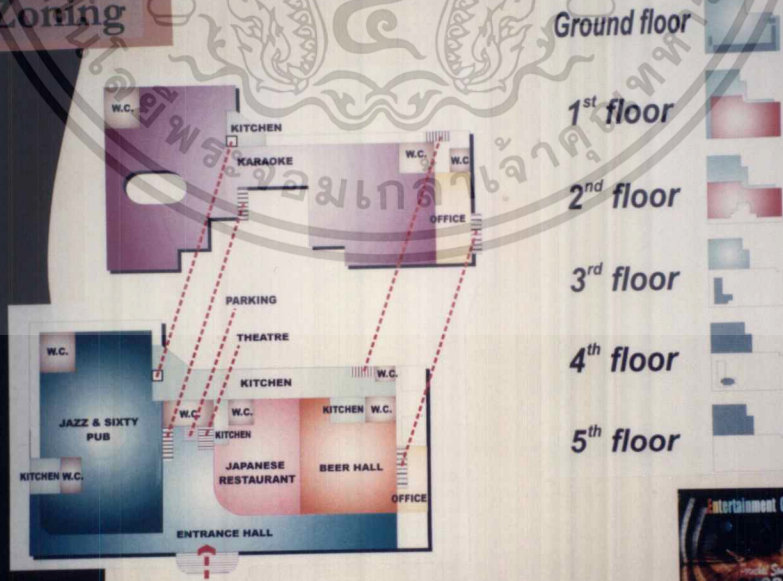 Zoning
Ground floor
1st floor
2nd floor
3rd floor
4th floor
5th floor
W.C.
KITCHEN
KARAOKE
W.C.
W.C
OFFICE
PARKING
THEATRE
W.C.
KITCHEN
W.C.
JAZZ & SIXTY
PUB
W.C.
W.C.
KITCHEN
W.C.
KITCHEN
JAPANESE
RESTAURANT
BEER HALL
KITCHEN
W.C.
OFFICE
ENTRANCE HALL
Entertainment